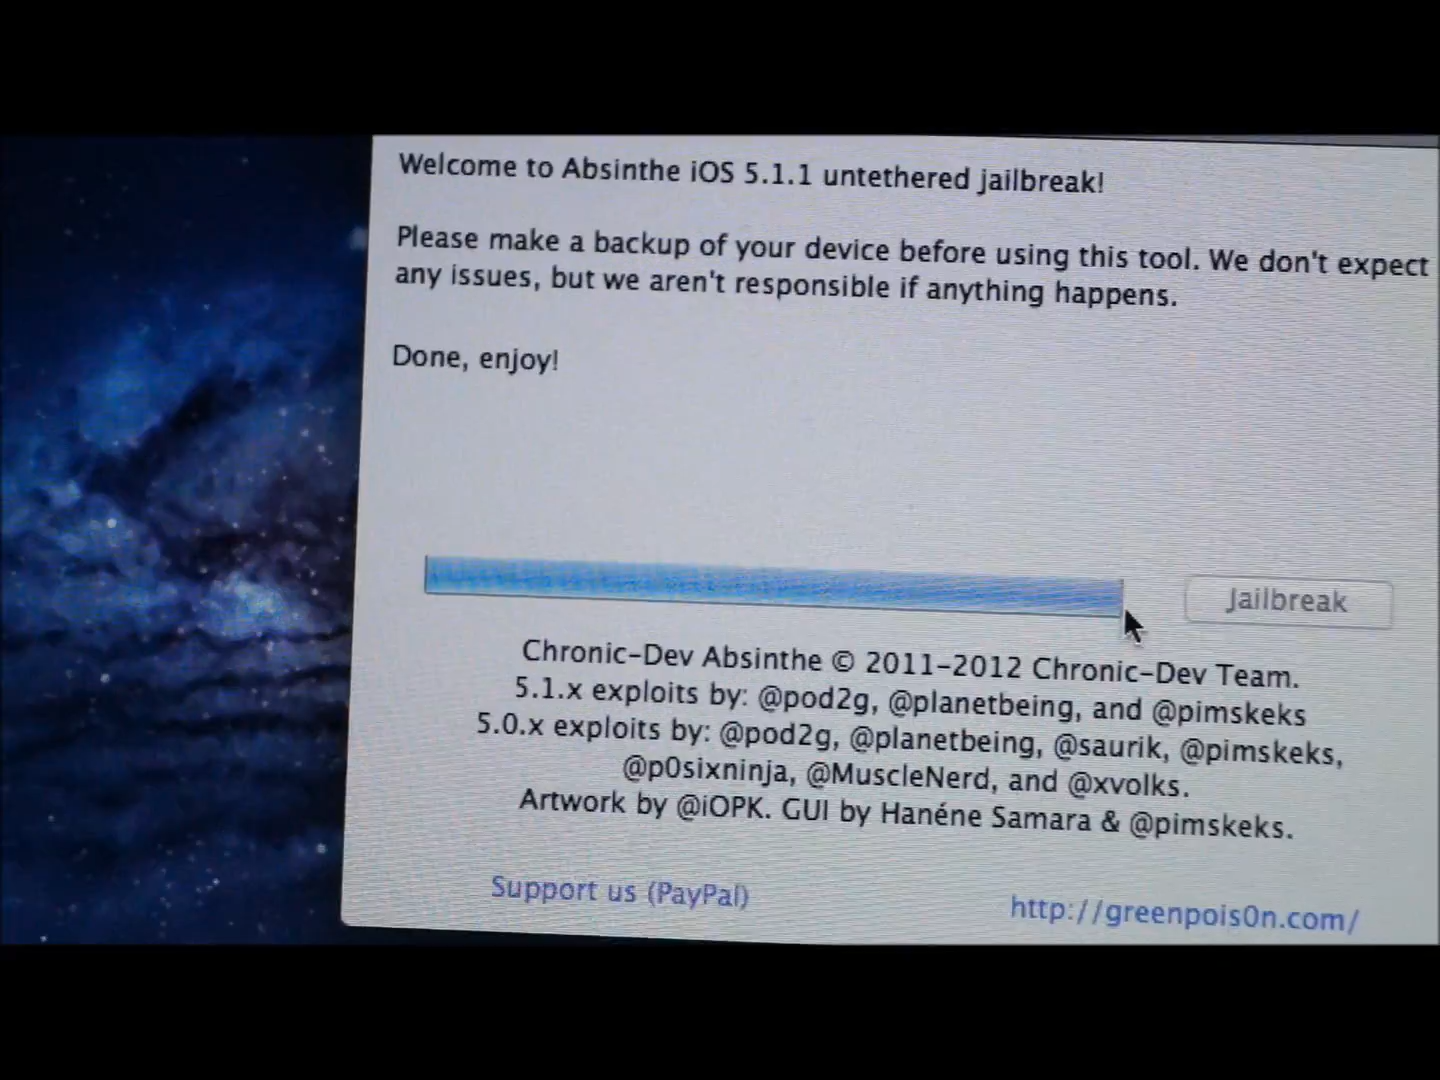 Welcome to Absinthe iOS 5.1.1 untethered jailbreak!
Please make a backup of your device before using this tool. We don't expect
any issues, but we aren't responsible if anything happens.
Done, enjoy!
Jailbreak
Chronic-Dev Absinthe © 2011-2012 Chronic-Dev Team.
5.1.x exploits by: @pod2g, @planetbeing, and @pimskeks
5.0.x exploits by: @pod2g, @planetbeing, @saurik, @pimskeks,
@p0sixninja, @MuscleNerd, and @xvolks.
Artwork by @iOPK. GUI by Hanéne Samara & @pimskeks.
Support us (PayPal)
http://greenpois0n.com/